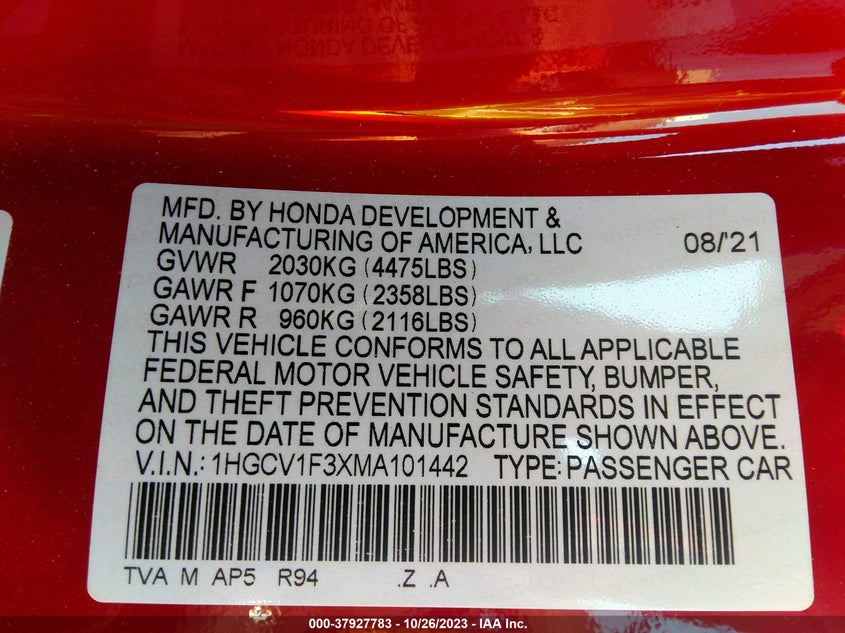 MFD. BY HONDA DEVELOPMENT &
MANUFACTURING OF AMERICA, LLC 08/'21
GVWR 2030KG (4475LBS)
GAWR F 1070KG (2358LBS)
GAWR R 960KG (2116LBS)
THIS VEHICLE CONFORMS TO ALL APPLICABLE
FEDERAL MOTOR VEHICLE SAFETY, BUMPER,
AND THEFT PREVENTION STANDARDS IN EFFECT
ON THE DATE OF MANUFACTURE SHOWN ABOVE.
V.I.N.: 1HGCV1F3XMA101442 TYPE: PASSENGER CAR
TVA M AP5 R94 .Z .A
000-37927783 - 10/26/2023 - IAA Inc.